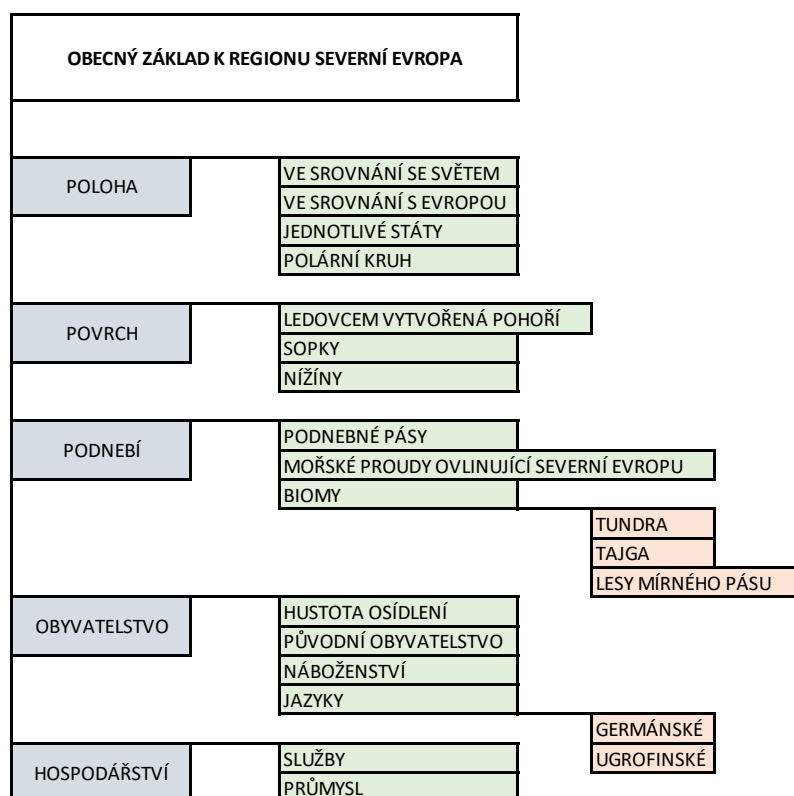 OBECNÝ ZÁKLAD K REGIONU SEVERNÍ EVROPA
POLOHA
VE SROVNÁNÍ SE SVĚTEM
VE SROVNÁNÍ S EVROPOU
JEDNOTLIVÉ STÁTY
POLÁRNÍ KRUH
POVRCH
LEDOVCEM VYTVOŘENÁ POHOŘÍ
SOPKY
NÍŽÍNY
PODNEBÍ
PODNEBNÉ PÁSY
MOŘSKÉ PROUDY OVLINUJÍCÍ SEVERNÍ EVROPU
BIOMY
TUNDRA
TAJGA
LESY MÍRNÉHO PÁSU
OBYVATELSTVO
HUSTOTA OSÍDLENÍ
PŮVODNÍ OBYVATELSTVO
NÁBOŽENSTVÍ
JAZYKY
GERMÁNSKÉ
UGROFINSKÉ
HOSPODÁŘSTVÍ
SLUŽBY
PRŮMYSL